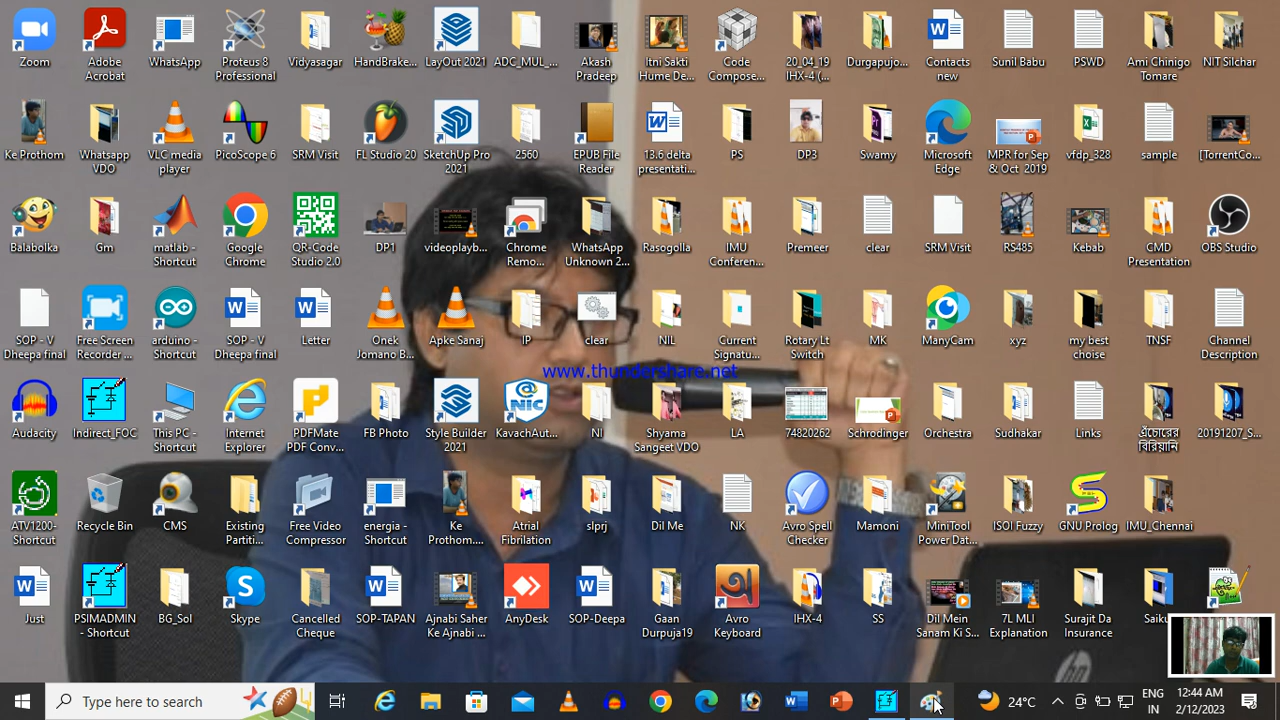 Zoom
Adobe Acrobat
WhatsApp
Proteus 8 Professional
Vidyasagar
HandBrake...
LayOut 2021
ADC_MUL_...
Akash Pradeep
Itni Sakti Hume De...
Code Compose...
20_04_19 IHX-4 (...
Durgapujo...
Contacts new
Sunil Babu
PSWD
Ami Chinigo Tomare
NIT Silchar
Ke Prothom
Whatsapp VDO
VLC media player
PicoScope 6
SRM Visit
FL Studio 20
SketchUp Pro 2021
2560
EPUB File Reader
13.6 delta presentati...
PS
DP3
Swamy
Microsoft Edge
MPR for Sep & Oct  2019
vfdp_328
sample
[TorrentCo...
Balabolka
Gm
matlab - Shortcut
Google Chrome
QR-Code Studio 2.0
DP1
videoplayb...
Chrome Remo...
WhatsApp Unknown 2...
Rasogolla
IMU Conferen...
Premeer
clear
SRM Visit
RS485
Kebab
CMD Presentation
OBS Studio
SOP - V Dheepa final
Free Screen Recorder ...
arduino - Shortcut
SOP - V Dheepa final
Letter
Onek Jomano B...
Apke Sanaj
IP
clear
NIL
Current Signatu...
Rotary Lt Switch
MK
ManyCam
xyz
my best choise
TNSF
Channel Description
www.thundershare.net
Audacity
Indirect_FOC
This PC - Shortcut
Internet Explorer
PDFMate PDF Conv...
FB Photo
Style Builder 2021
KavachAut...
NI
Shyama Sangeet VDO
LA
74820262
Schrodinger
Orchestra
Sudhakar
Links
এঁচোরের বিরিয়ানি
20191207_S...
ATV1200- Shortcut
Recycle Bin
CMS
Existing Partiti...
Free Video Compressor
energia - Shortcut
Ke Prothom....
Atrial Fibrilation
slprj
Dil Me
NK
Avro Spell Checker
Mamoni
MiniTool Power Dat...
ISOI Fuzzy
GNU Prolog
IMU_Chennai
Just
PSIMADMIN - Shortcut
BG_Sol
Skype
Cancelled Cheque
SOP-TAPAN
Ajnabi Saher Ke Ajnabi ...
AnyDesk
SOP-Deepa
Gaan Durpuja19
Avro Keyboard
IHX-4
SS
Dil Mein Sanam Ki S...
7L MLI Explanation
Surajit Da Insurance
Type here to search
24°C
ENG
IN
12:44 AM
2/12/2023